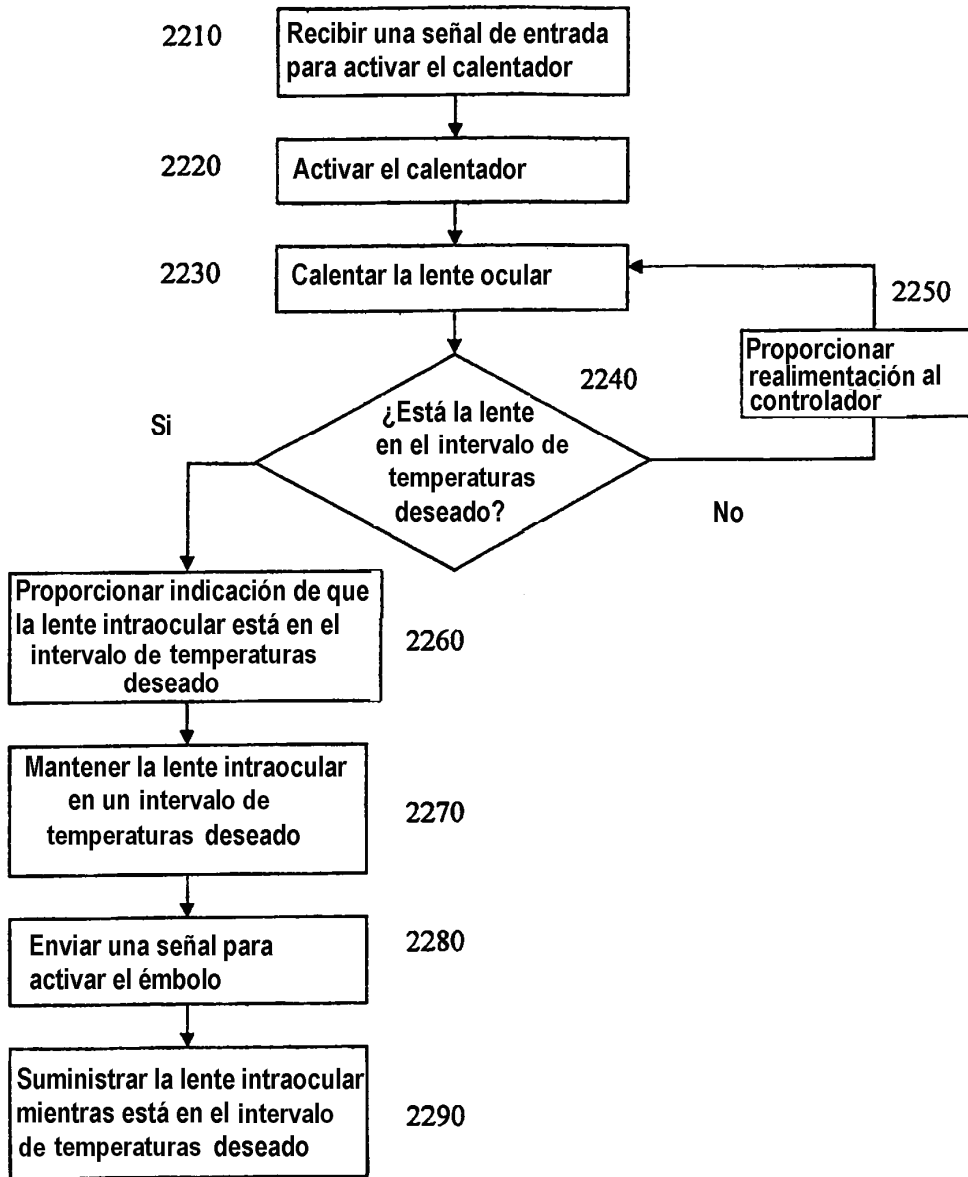 2210
Recibir una señal de entrada
para activar el calentador
2220
Activar el calentador
2230
Calentar la lente ocular
2250
Proporcionar
realimentación al
controlador
2240
¿Está la lente
en el intervalo de
temperaturas
deseado?
Si
No
Proporcionar indicación de que
la lente intraocular está en el
intervalo de temperaturas
deseado
2260
Mantener la lente intraocular
en un intervalo de
temperaturas deseado
2270
Enviar una señal para
activar el émbolo
2280
Suministrar la lente intraocular
mientras está en el intervalo
de temperaturas deseado
2290